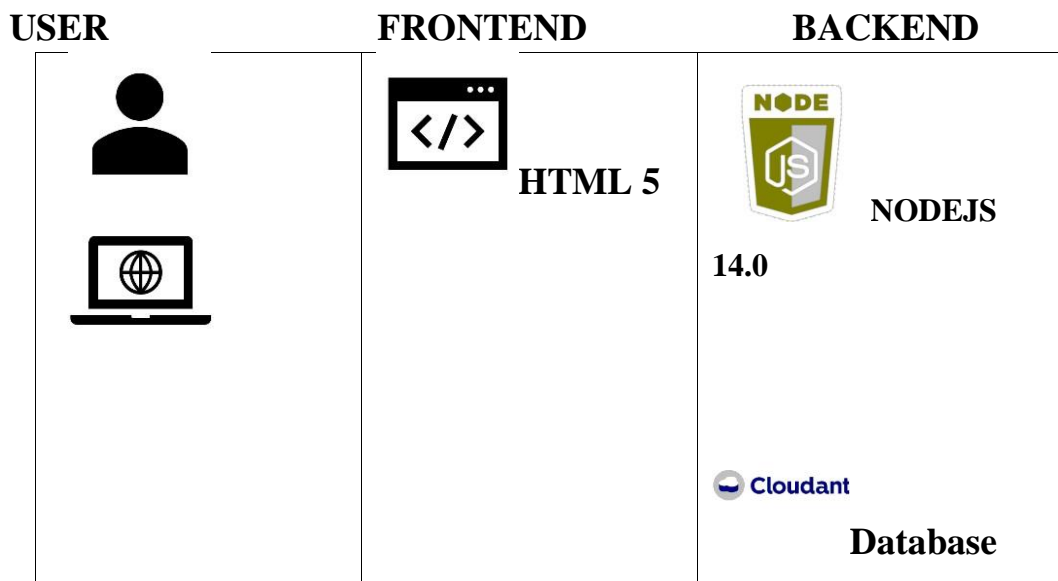 USER FRONTEND BACKEND
</>
HTML 5
NODE
JS
NODEJS
14.0
Cloudant
Database